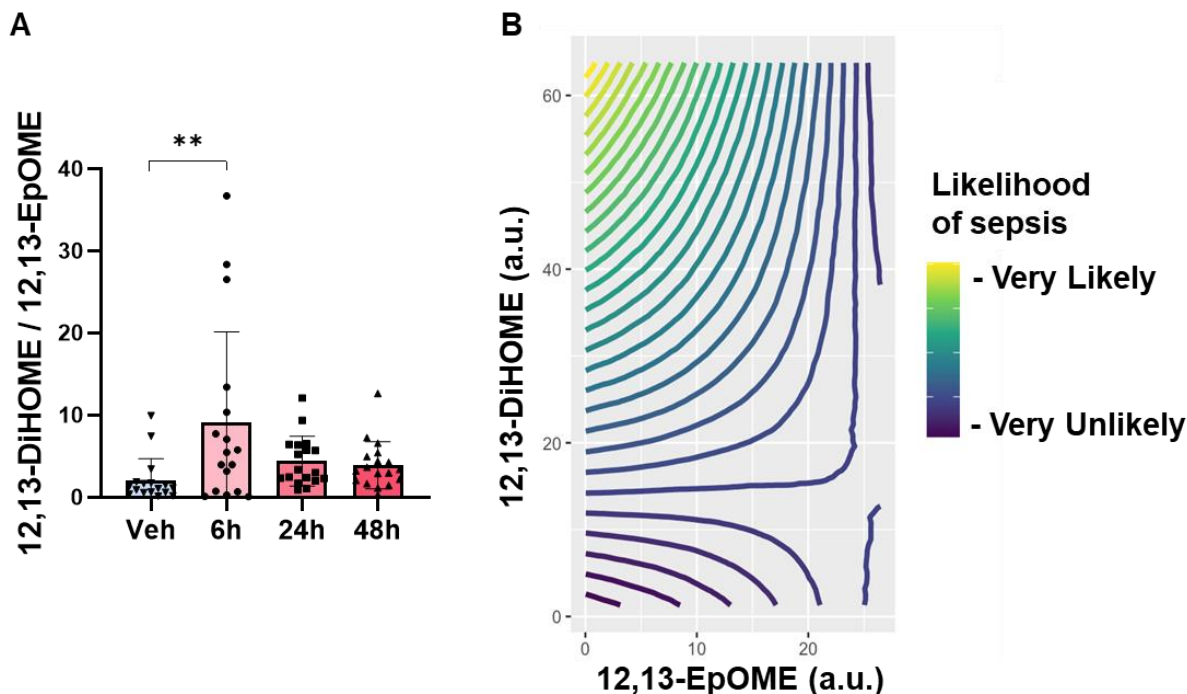 A
12,13-DiHOME / 12,13-EpOME
**
40
30
20
10
0
Veh 6h 24h 48h
B
12,13-DiHOME (a.u.)
60
40
20
0
0 10 20
12,13-EpOME (a.u.)
Likelihood
of sepsis
- Very Likely
- Very Unlikely